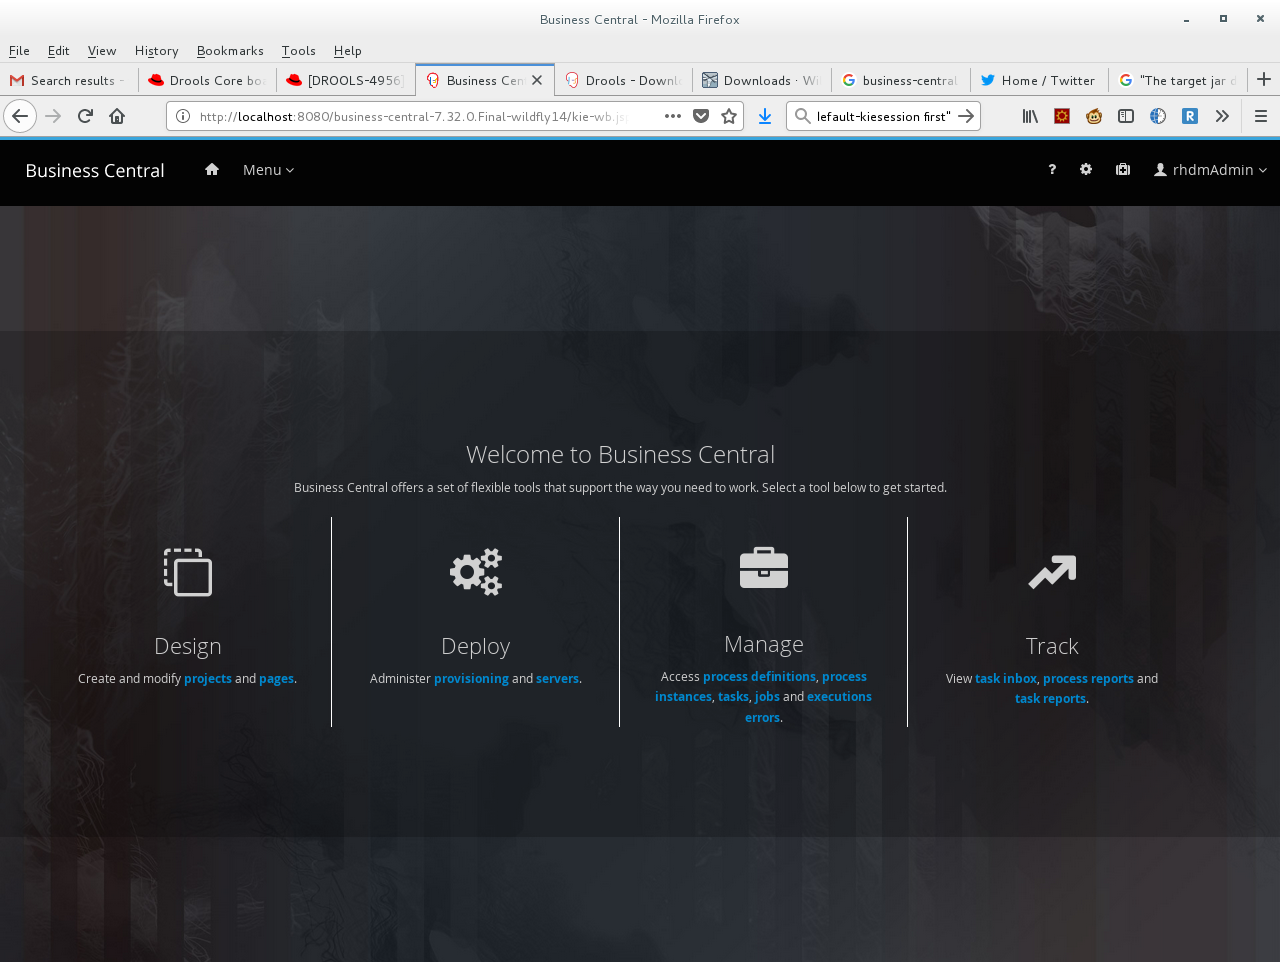 Business Central - Mozilla Firefox
File Edit View History Bookmarks Tools Help
Search results - Drools Core boa [DROOLS-4956] Business Cen Drools - Downl Downloads · Wi business-central Home / Twitter "The target jar d
http://localhost:8080/business-central-7.32.0.Final-wildfly14/kie-wb.js lefault-kiesession first"
Business Central Menu ? rhdmAdmin
Welcome to Business Central
Business Central offers a set of flexible tools that support the way you need to work. Select a tool below to get started.
Design
Create and modify projects and pages.
Deploy
Administer provisioning and servers.
Manage
Access process definitions, process
instances, tasks, jobs and executions
errors.
Track
View task inbox, process reports and
task reports.